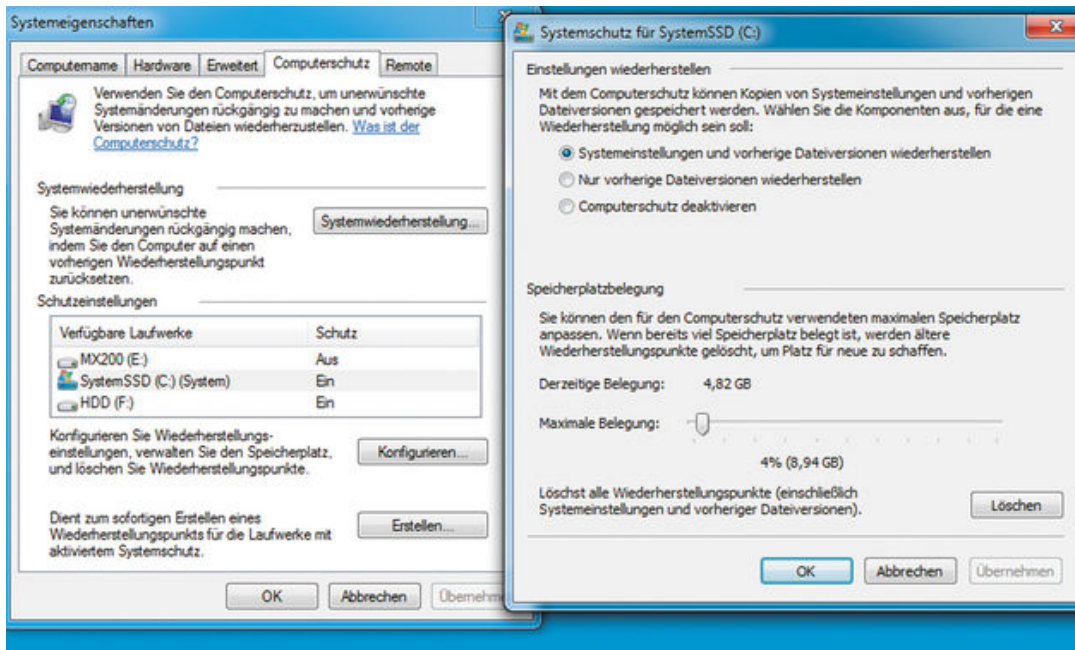 Systemeigenschaften
Computername
Hardware
Erweitert
Computerschutz
Remote
Verwenden Sie den Computerschutz, um unerwünschte
Systemänderungen rückgängig zu machen und vorherige
Versionen von Dateien wiederherzustellen. Was ist der
Computerschutz?
Systemwiederherstellung
Sie können unerwünschte
Systemänderungen rückgängig machen,
indem Sie den Computer auf einen
vorherigen Wiederherstellungspunkt
zurücksetzen.
Systemwiederherstellung...
Schutzeinstellungen
Verfügbare Laufwerke Schutz
MX200 (E:) Aus
SystemSSD (C:) (System) Ein
HDD (F:) Ein
Konfigurieren Sie Wiederherstellungs-
einstellungen, verwalten Sie den Speicherplatz,
und löschen Sie Wiederherstellungspunkte.
Konfigurieren...
Dient zum sofortigen Erstellen eines
Wiederherstellungspunkts für die Laufwerke mit
aktiviertem Systemschutz.
Erstellen...
OK
Abbrechen
Übernehm
Systemschutz für SystemSSD (C:)
Einstellungen wiederherstellen
Mit dem Computerschutz können Kopien von Systemeinstellungen und vorherigen
Dateiversionen gespeichert werden. Wählen Sie die Komponenten aus, für die eine
Wiederherstellung möglich sein soll:
Systemeinstellungen und vorherige Dateiversionen wiederherstellen
Nur vorherige Dateiversionen wiederherstellen
Computerschutz deaktivieren
Speicherplatzbelegung
Sie können den für den Computerschutz verwendeten maximalen Speicherplatz
anpassen. Wenn bereits viel Speicherplatz belegt ist, werden ältere
Wiederherstellungspunkte gelöscht, um Platz für neue zu schaffen.
Derzeitige Belegung: 4,82 GB
Maximale Belegung:
4% (8,94 GB)
Löschst alle Wiederherstellungspunkte (einschließlich
Systemeinstellungen und vorheriger Dateiversionen).
Löschen
OK
Abbrechen
Übernehmen